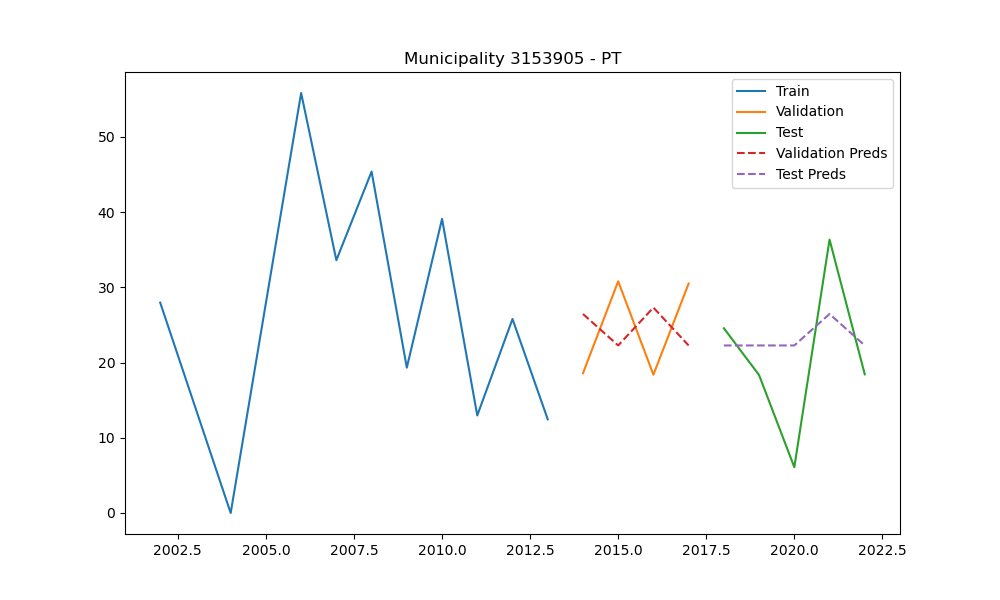 Municipality 3153905 - PT
Train
Validation
Test
Validation Preds
Test Preds
50
40
30
20
10
0
2002.5 2005.0 2007.5 2010.0 2012.5 2015.0 2017.5 2020.0 2022.5